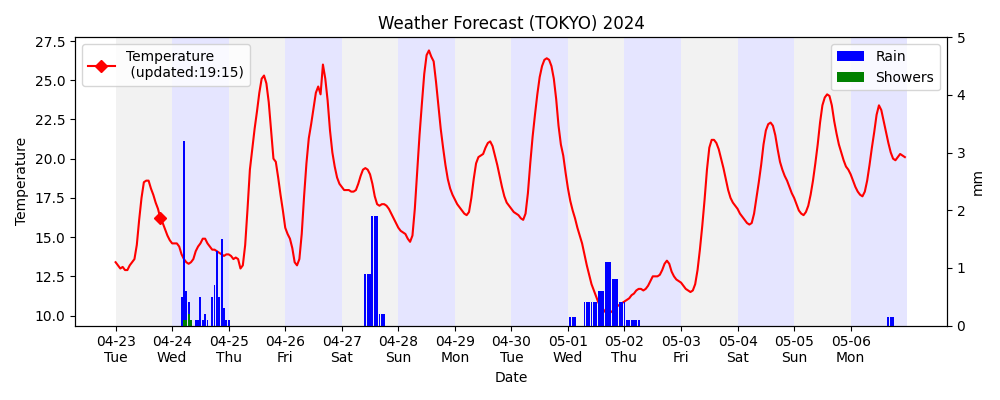 Weather Forecast (TOKYO) 2024
Temperature
(updated:19:15)
Rain
Showers
Temperature
27.5
25.0
22.5
20.0
17.5
15.0
12.5
10.0
5
4
3
2
1
0
mm
04-23 04-24 04-25 04-26 04-27 04-28 04-29 04-30 05-01 05-02 05-03 05-04 05-05 05-06
Tue Wed Thu Fri Sat Sun Mon Tue Wed Thu Fri Sat Sun Mon
Date